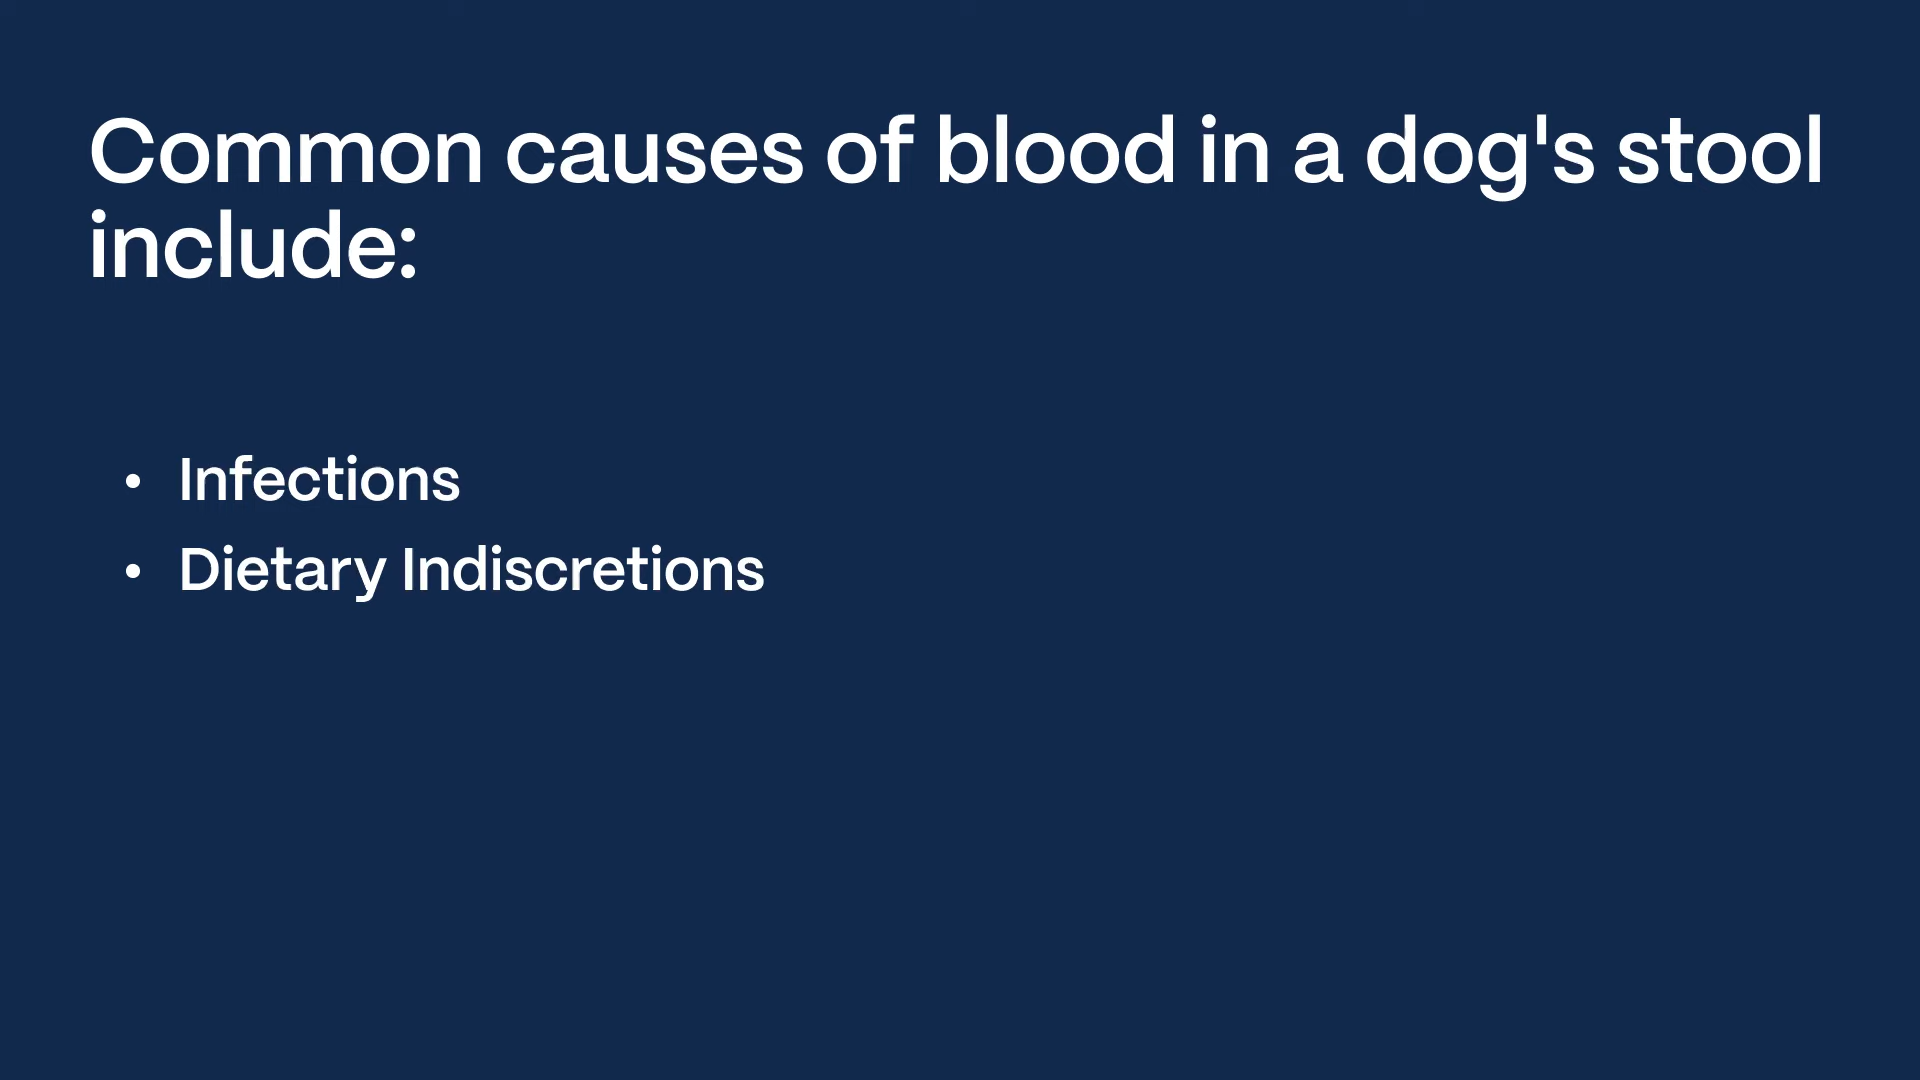 Common causes of blood in a dog's stool
include:
• Infections
• Dietary Indiscretions